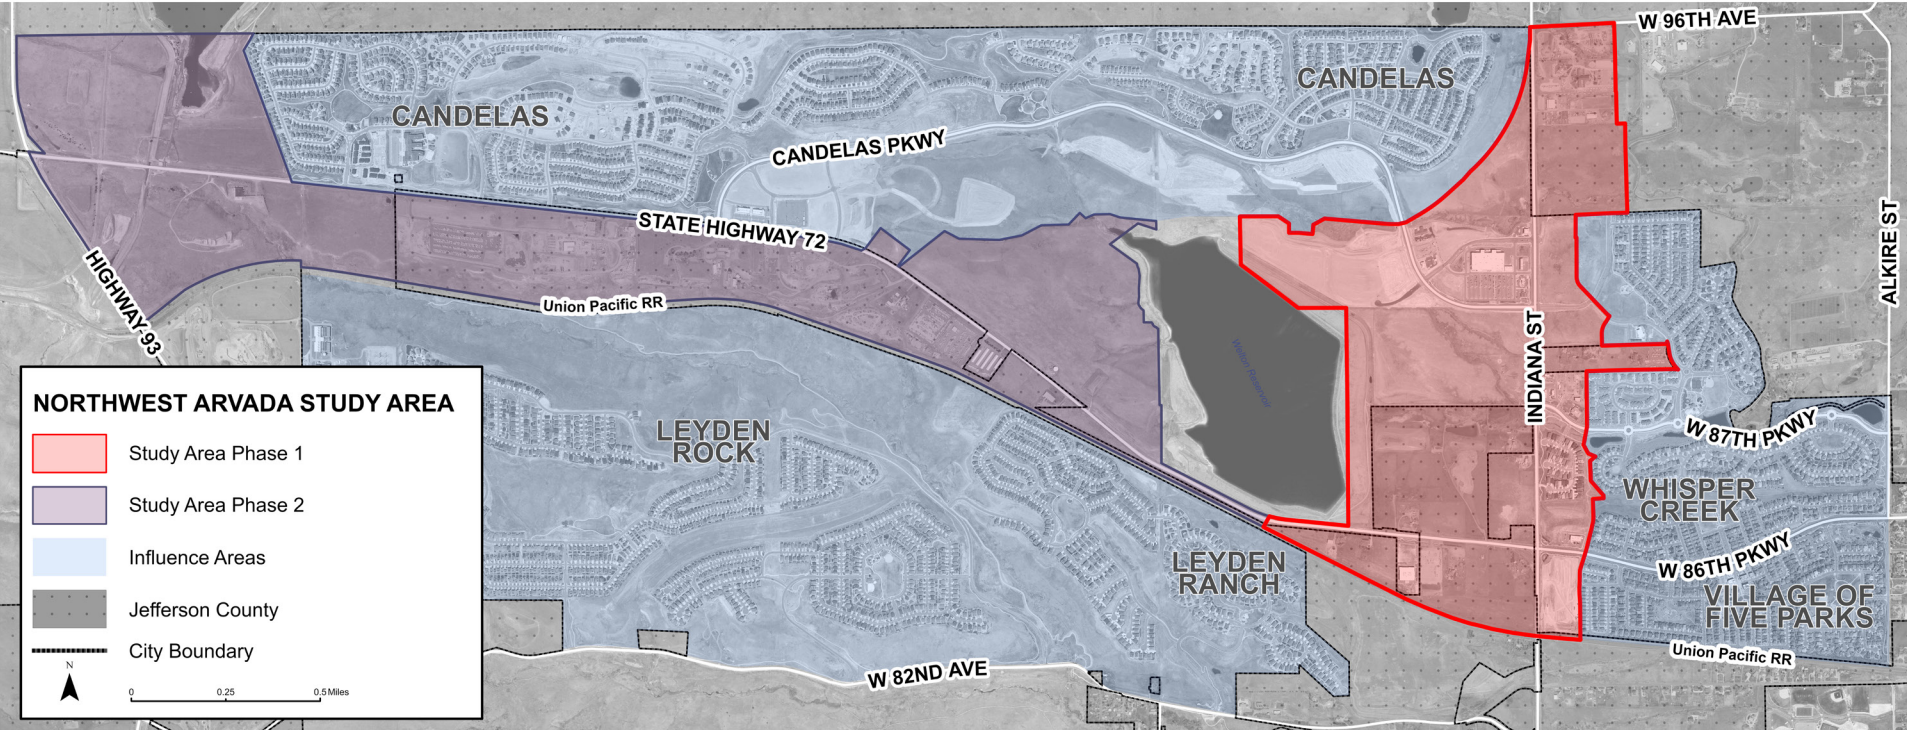 W 96TH AVE
CANDELAS
CANDELAS
CANDELAS PKWY
STATE HIGHWAY 72
ALKIRE ST
HIGHWAY 93
Union Pacific RR
INDIANA ST
Welton Reservoir
NORTHWEST ARVADA STUDY AREA
Study Area Phase 1
Study Area Phase 2
Influence Areas
Jefferson County
City Boundary
N
0 0.25 0.5 Miles
LEYDEN
ROCK
W 87TH PKWY
WHISPER
CREEK
W 86TH PKWY
LEYDEN
RANCH
VILLAGE OF
FIVE PARKS
Union Pacific RR
W 82ND AVE